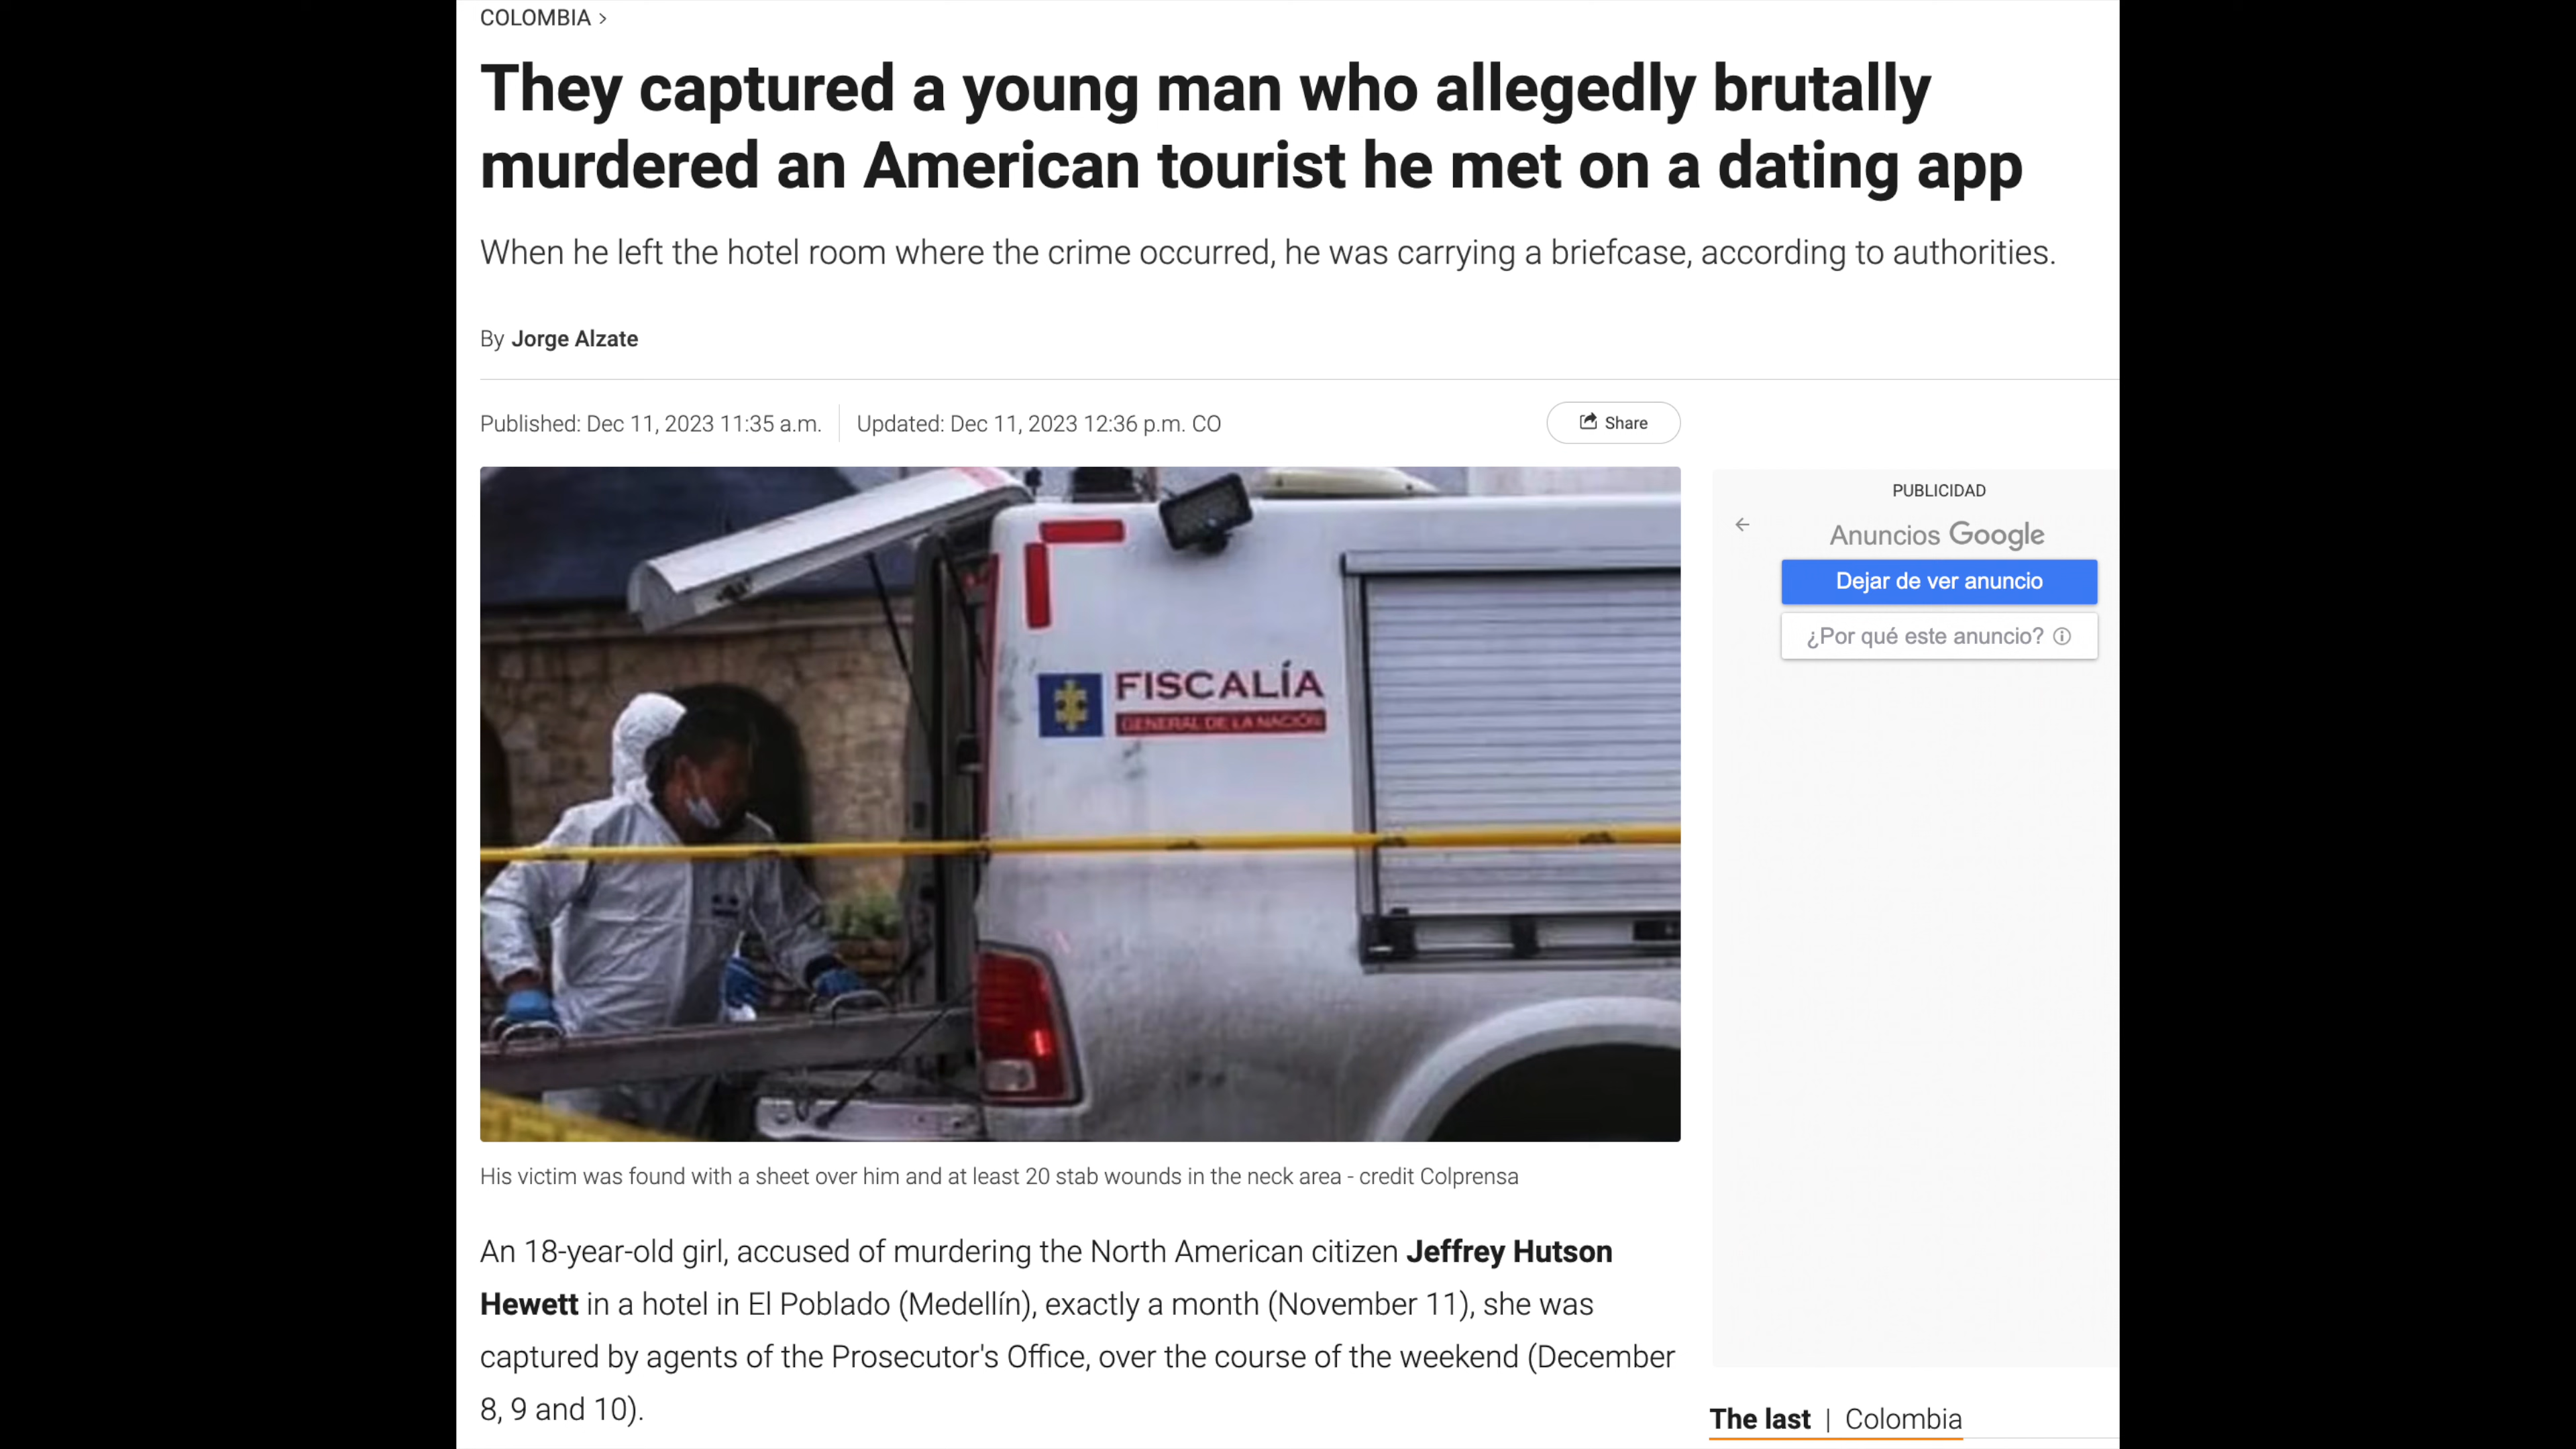 COLOMBIA >
They captured a young man who allegedly brutally
murdered an American tourist he met on a dating app
When he left the hotel room where the crime occurred, he was carrying a briefcase, according to authorities.
By Jorge Alzate
Published: Dec 11, 2023 11:35 a.m.
Updated: Dec 11, 2023 12:36 p.m. CO
Share
FISCALÍA
GENERAL DE LA NACIÓN
His victim was found with a sheet over him and at least 20 stab wounds in the neck area - credit Colprensa
An 18-year-old girl, accused of murdering the North American citizen Jeffrey Hutson
Hewett in a hotel in El Poblado (Medellín), exactly a month (November 11), she was
captured by agents of the Prosecutor's Office, over the course of the weekend (December
8, 9 and 10).
PUBLICIDAD
Anuncios Google
Dejar de ver anuncio
¿Por qué este anuncio?
The last | Colombia